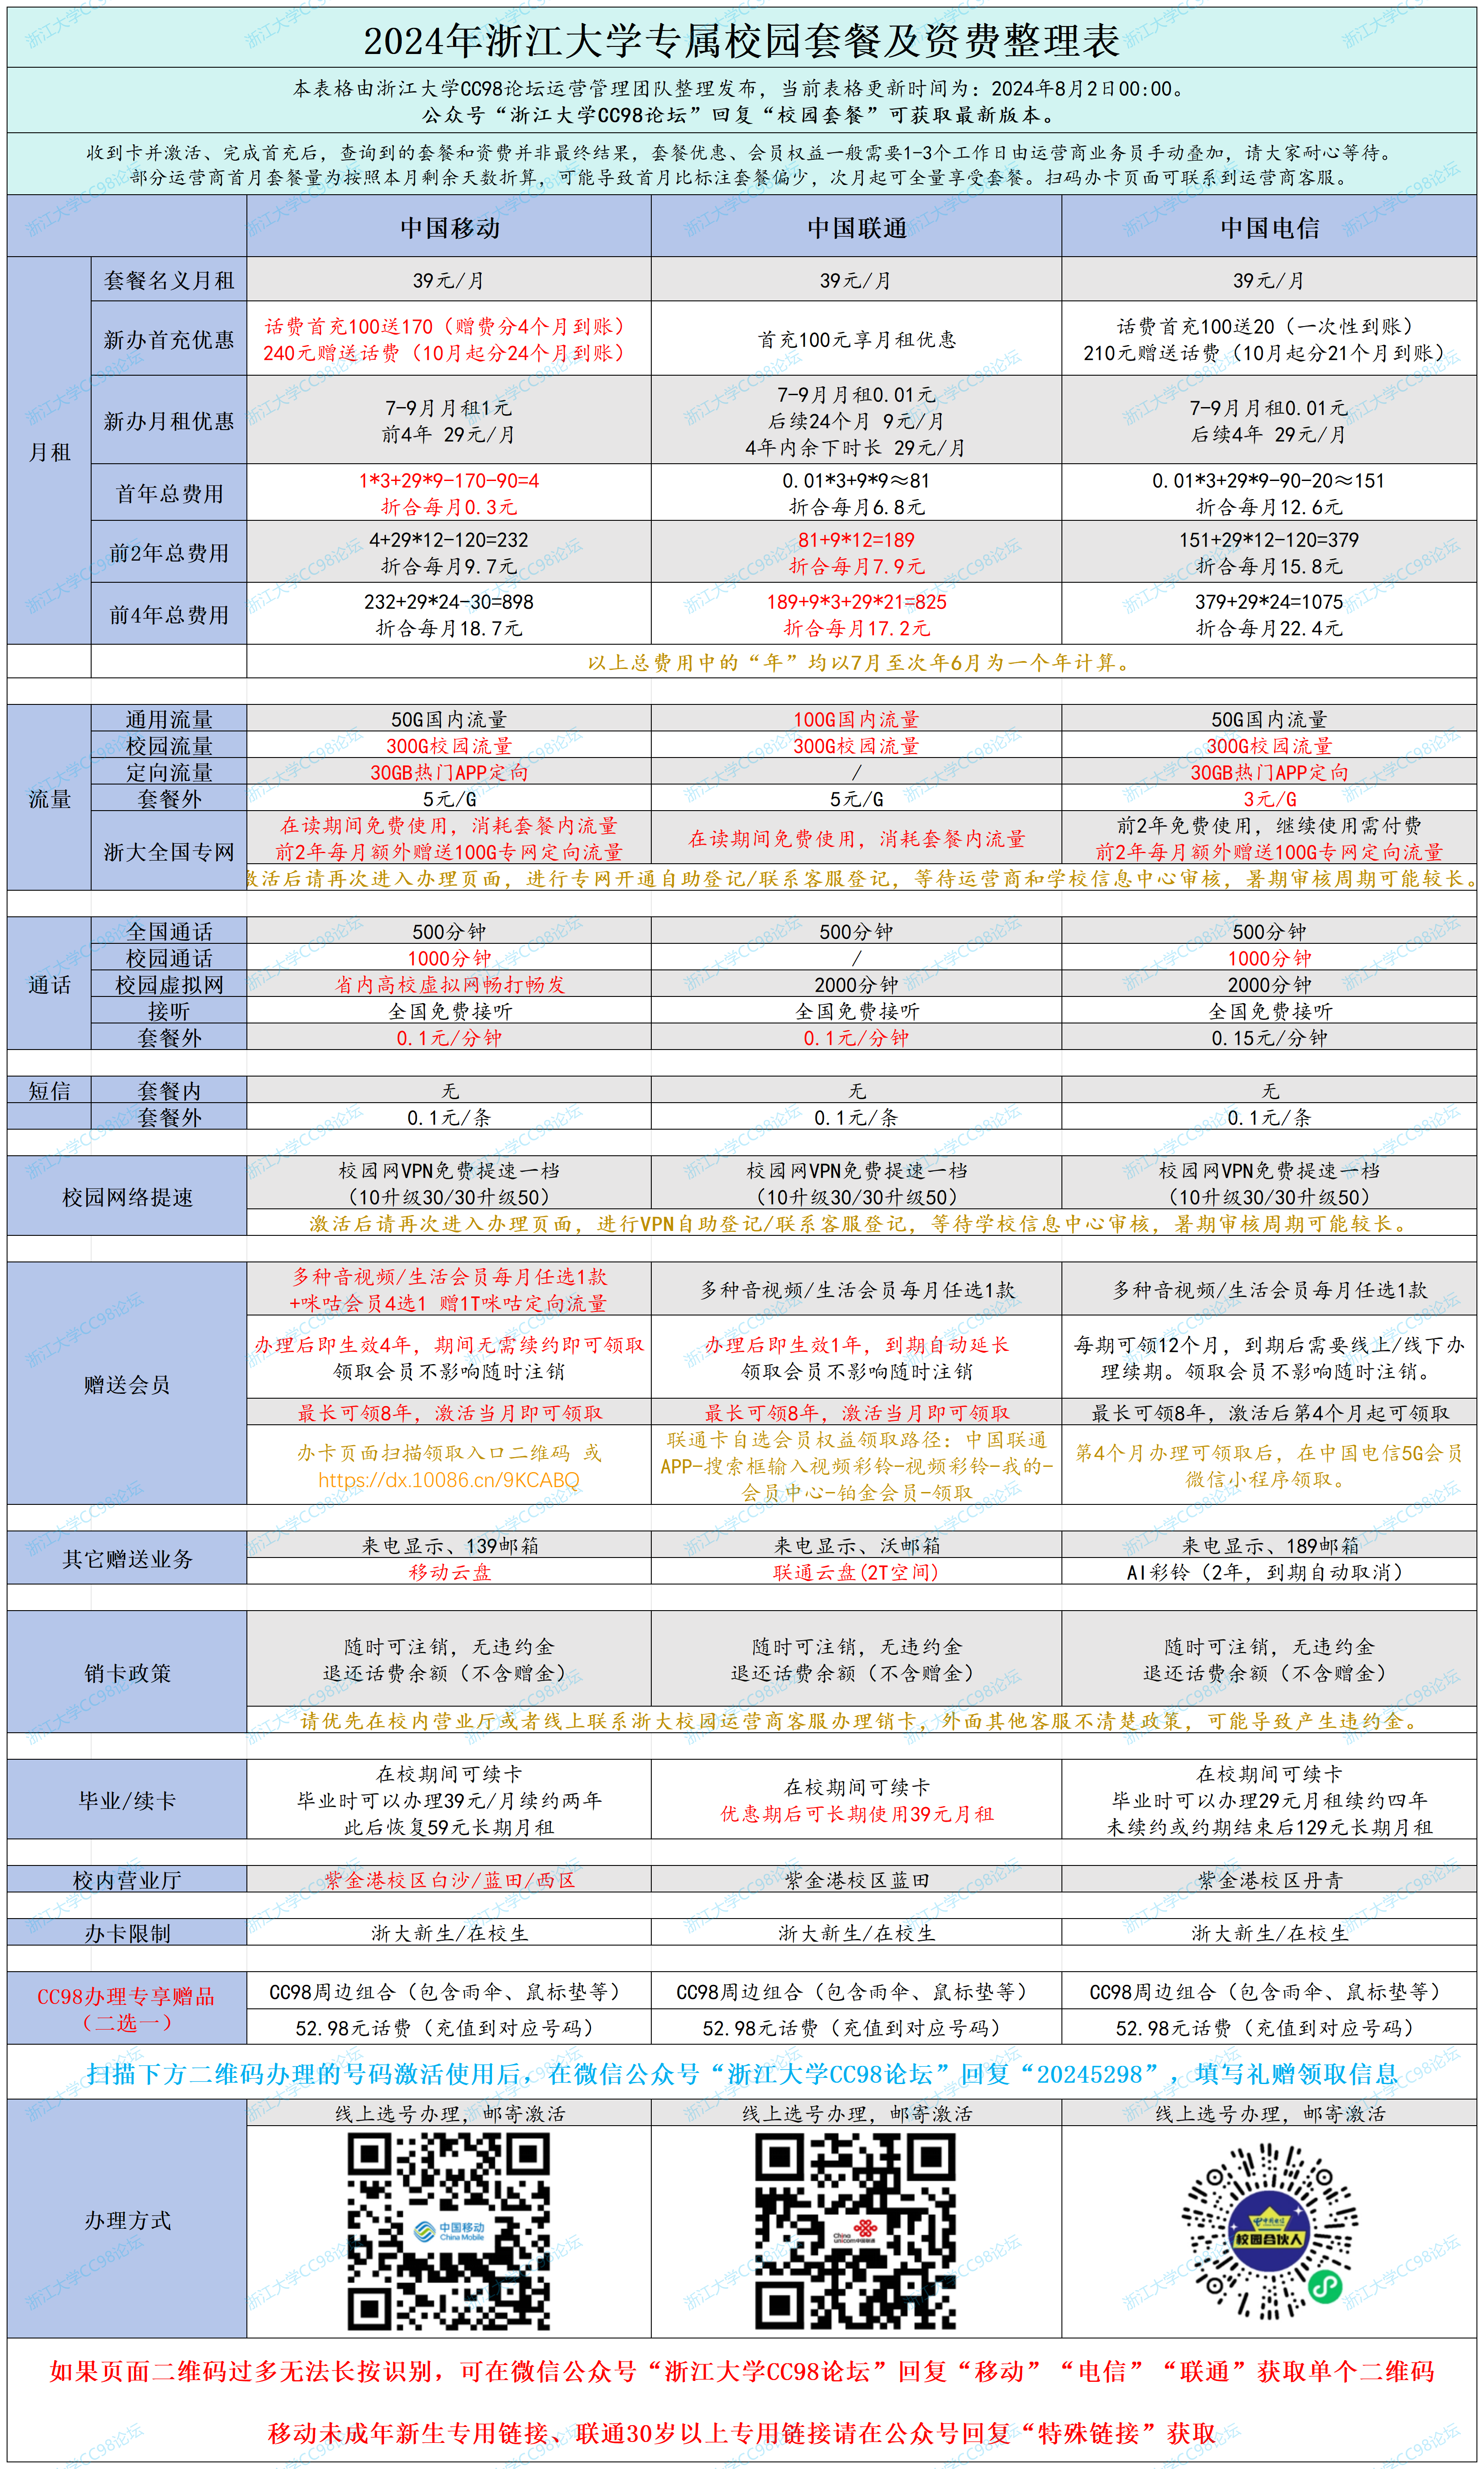 2024年浙江大学专属校园套餐及资费整理表
本表格由浙江大学CC98论坛运营管理团队整理发布，当前表格更新时间为：2024年8月2日00:00。
公众号“浙江大学CC98论坛”回复“校园套餐”可获取最新版本。
收到卡并激活、完成首充后，查询到的套餐和资费并非最终结果，套餐优惠、会员权益一般需要1-3个工作日由运营商业务员手动叠加，请大家耐心等待。
部分运营商首月套餐量为按照本月剩余天数折算，可能导致首月比标注套餐偏少，次月起可全量享受套餐。扫码办卡页面可联系到运营商客服。
中国移动 中国联通 中国电信
月租
套餐名义月租 39元/月 39元/月 39元/月
新办首充优惠
话费首充100送170（赠费分4个月到账）
240元赠送话费（10月起分24个月到账）
首充100元享月租优惠
话费首充100送20（一次性到账）
210元赠送话费（10月起分21个月到账）
新办月租优惠
7-9月月租1元
前4年 29元/月
7-9月月租0.01元
后续24个月 9元/月
4年内余下时长 29元/月
7-9月月租0.01元
后续4年 29元/月
首年总费用
1*3+29*9-170-90=4
折合每月0.3元
0.01*3+9*9≈81
折合每月6.8元
0.01*3+29*9-90-20≈151
折合每月12.6元
前2年总费用
4+29*12-120=232
折合每月9.7元
81+9*12=189
折合每月7.9元
151+29*12-120=379
折合每月15.8元
前4年总费用
232+29*24-30=898
折合每月18.7元
189+9*3+29*21=825
折合每月17.2元
379+29*24=1075
折合每月22.4元
以上总费用中的“年”均以7月至次年6月为一个年计算。
流量
通用流量 50G国内流量 100G国内流量 50G国内流量
校园流量 300G校园流量 300G校园流量 300G校园流量
定向流量 30GB热门APP定向 / 30GB热门APP定向
套餐外 5元/G 5元/G 3元/G
浙大全国专网
在读期间免费使用，消耗套餐内流量
前2年每月额外赠送100G专网定向流量
在读期间免费使用，消耗套餐内流量
前2年免费使用，继续使用需付费
前2年每月额外赠送100G专网定向流量
激活后请再次进入办理页面，进行专网开通自助登记/联系客服登记，等待运营商和学校信息中心审核，暑期审核周期可能较长。
通话
全国通话 500分钟 500分钟 500分钟
校园通话 1000分钟 / 1000分钟
校园虚拟网 省内高校虚拟网畅打畅发 2000分钟 2000分钟
接听 全国免费接听 全国免费接听 全国免费接听
套餐外 0.1元/分钟 0.1元/分钟 0.15元/分钟
短信 套餐内 无 无 无
套餐外 0.1元/条 0.1元/条 0.1元/条
校园网络提速
校园网VPN免费提速一档
（10升级30/30升级50）
校园网VPN免费提速一档
（10升级30/30升级50）
校园网VPN免费提速一档
（10升级30/30升级50）
激活后请再次进入办理页面，进行VPN自助登记/联系客服登记，等待学校信息中心审核，暑期审核周期可能较长。
赠送会员
多种音视频/生活会员每月任选1款
+咪咕会员4选1 赠1T咪咕定向流量
多种音视频/生活会员每月任选1款
多种音视频/生活会员每月任选1款
办理后即生效4年，期间无需续约即可领取
领取会员不影响随时注销
办理后即生效1年，到期自动延长
领取会员不影响随时注销
每期可领12个月，到期后需要线上/线下办
理续期。领取会员不影响随时注销。
最长可领8年，激活当月即可领取 最长可领8年，激活当月即可领取 最长可领8年，激活后第4个月起可领取
办卡页面扫描领取入口二维码 或
https://dx.10086.cn/9KCABQ
联通卡自选会员权益领取路径：中国联通
APP-搜索框输入视频彩铃-视频彩铃-我的-
会员中心-铂金会员-领取
第4个月办理可领取后，在中国电信5G会员
微信小程序领取。
其它赠送业务
来电显示、139邮箱 来电显示、沃邮箱 来电显示、189邮箱
移动云盘 联通云盘(2T空间) AI彩铃（2年，到期自动取消）
销卡政策
随时可注销，无违约金
退还话费余额（不含赠金）
随时可注销，无违约金
退还话费余额（不含赠金）
随时可注销，无违约金
退还话费余额（不含赠金）
请优先在校内营业厅或者线上联系浙大校园运营商客服办理销卡，外面其他客服不清楚政策，可能导致产生违约金。
毕业/续卡
在校期间可续卡
毕业时可以办理39元/月续约两年
此后恢复59元长期月租
在校期间可续卡
优惠期后可长期使用39元月租
在校期间可续卡
毕业时可以办理29元月租续约四年
未续约或约期结束后129元长期月租
校内营业厅 紫金港校区白沙/蓝田/西区 紫金港校区蓝田 紫金港校区丹青
办卡限制 浙大新生/在校生 浙大新生/在校生 浙大新生/在校生
CC98办理专享赠品
（二选一）
CC98周边组合（包含雨伞、鼠标垫等） CC98周边组合（包含雨伞、鼠标垫等） CC98周边组合（包含雨伞、鼠标垫等）
52.98元话费（充值到对应号码） 52.98元话费（充值到对应号码） 52.98元话费（充值到对应号码）
扫描下方二维码办理的号码激活使用后，在微信公众号“浙江大学CC98论坛”回复“20245298”，填写礼赠领取信息
办理方式
线上选号办理，邮寄激活 线上选号办理，邮寄激活 线上选号办理，邮寄激活
中国移动
China Mobile
China
unicom中国联通
中国电信
校园合伙人
如果页面二维码过多无法长按识别，可在微信公众号“浙江大学CC98论坛”回复“移动”“电信”“联通”获取单个二维码
移动未成年新生专用链接、联通30岁以上专用链接请在公众号回复“特殊链接”获取
浙江大学CC98论坛